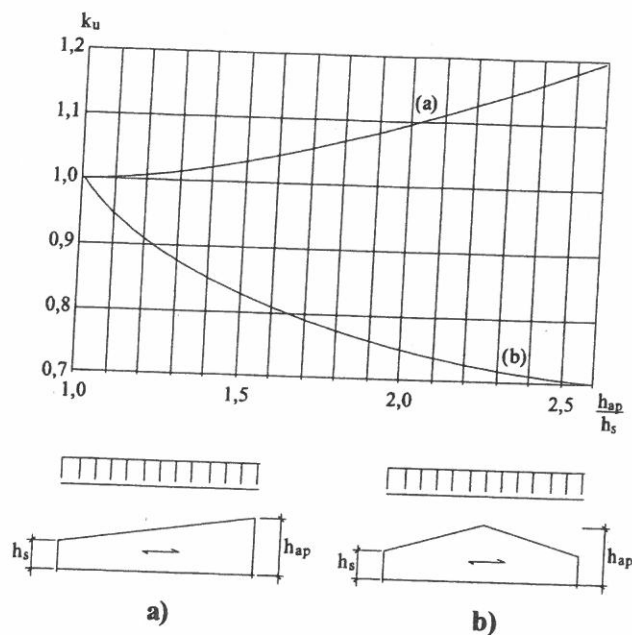 k_u
1,2
1,1
(a)
1,0
0,9
0,8
(b)
0,7
1,0 1,5 2,0 2,5 h_ap
h_s
h_s h_ap h_s h_ap
a) b)